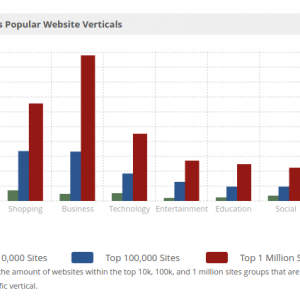 s Popular Website Verticals
Shopping Business Technology Entertainment Education Social
0,000 Sites Top 100,000 Sites Top 1 Million S
the amount of websites within the top 10k, 100k, and 1 million sites groups that are
fic vertical.